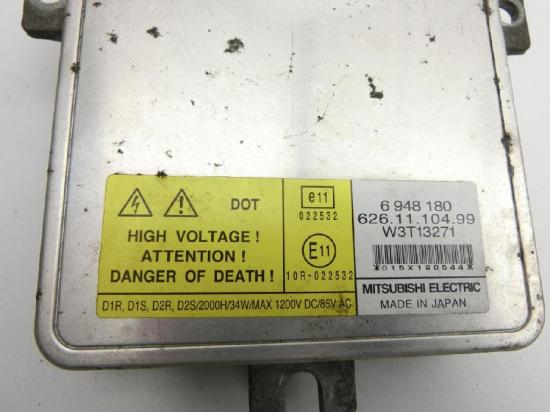 DOT
HIGH VOLTAGE !
ATTENTION !
DANGER OF DEATH !
e11
022532
E11
10R-022532
6 948 180
626.11.104.99
W3T13271
*015X190544*
MITSUBISHI ELECTRIC
MADE IN JAPAN
D1R, D1S, D2R, D2S/2000H/34W/MAX 1200V DC/85V AC